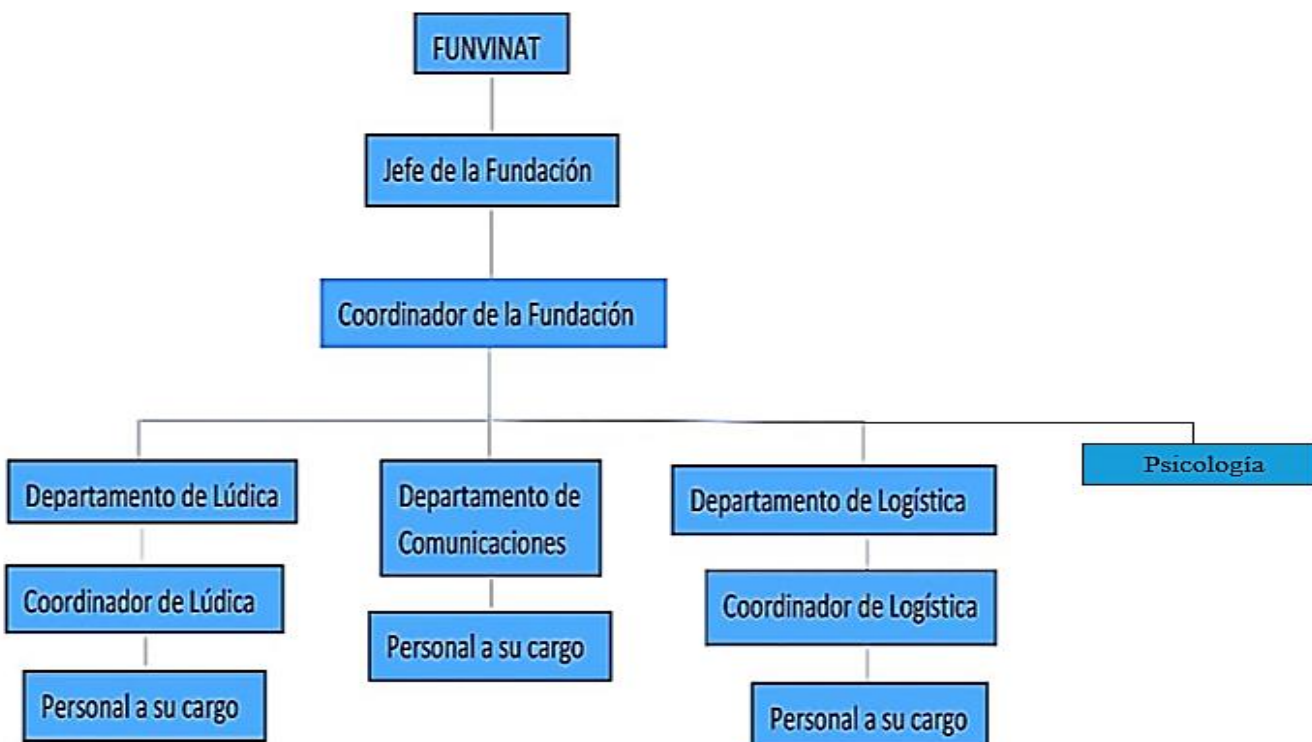 FUNVINAT
Jefe de la Fundación
Coordinador de la Fundación
Departamento de Lúdica
Coordinador de Lúdica
Personal a su cargo
Departamento de
Comunicaciones
Personal a su cargo
Departamento de Logística
Coordinador de Logística
Personal a su cargo
Psicología